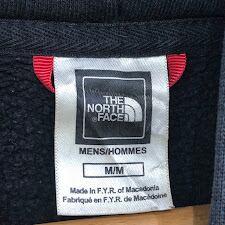 THE
NORTH
FACE
MENS/HOMMES
M/M
Made in F.Y.R. of Macedonia
Fabriqué en F.Y.R. de Macédoine